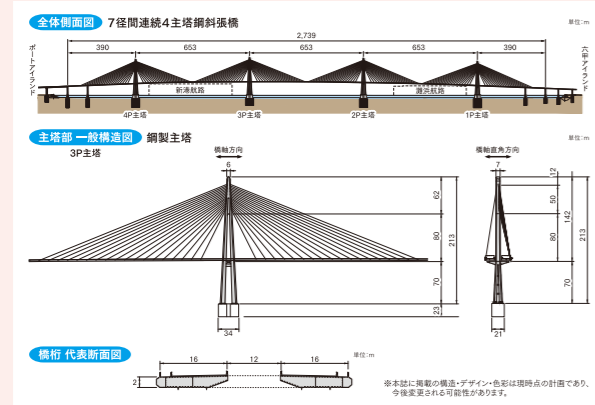 全体側面図 7径間連続4主塔鋼斜張橋
単位:m
2,739
390 653 653 653 390
ポートアイランド
六甲アイランド
新湊航路
灘浜航路
4P主塔 3P主塔 2P主塔 1P主塔
主塔部 一般構造図 鋼製主塔
単位:m
3P主塔
橋軸方向
6
62
80
213
70
23
34
橋軸直角方向
7
12
50
142
80
213
70
21
橋桁 代表断面図
単位:m
16 12 16
2
※本誌に掲載の構造・デザイン・色彩は現時点の計画であり、
今後変更される可能性があります。